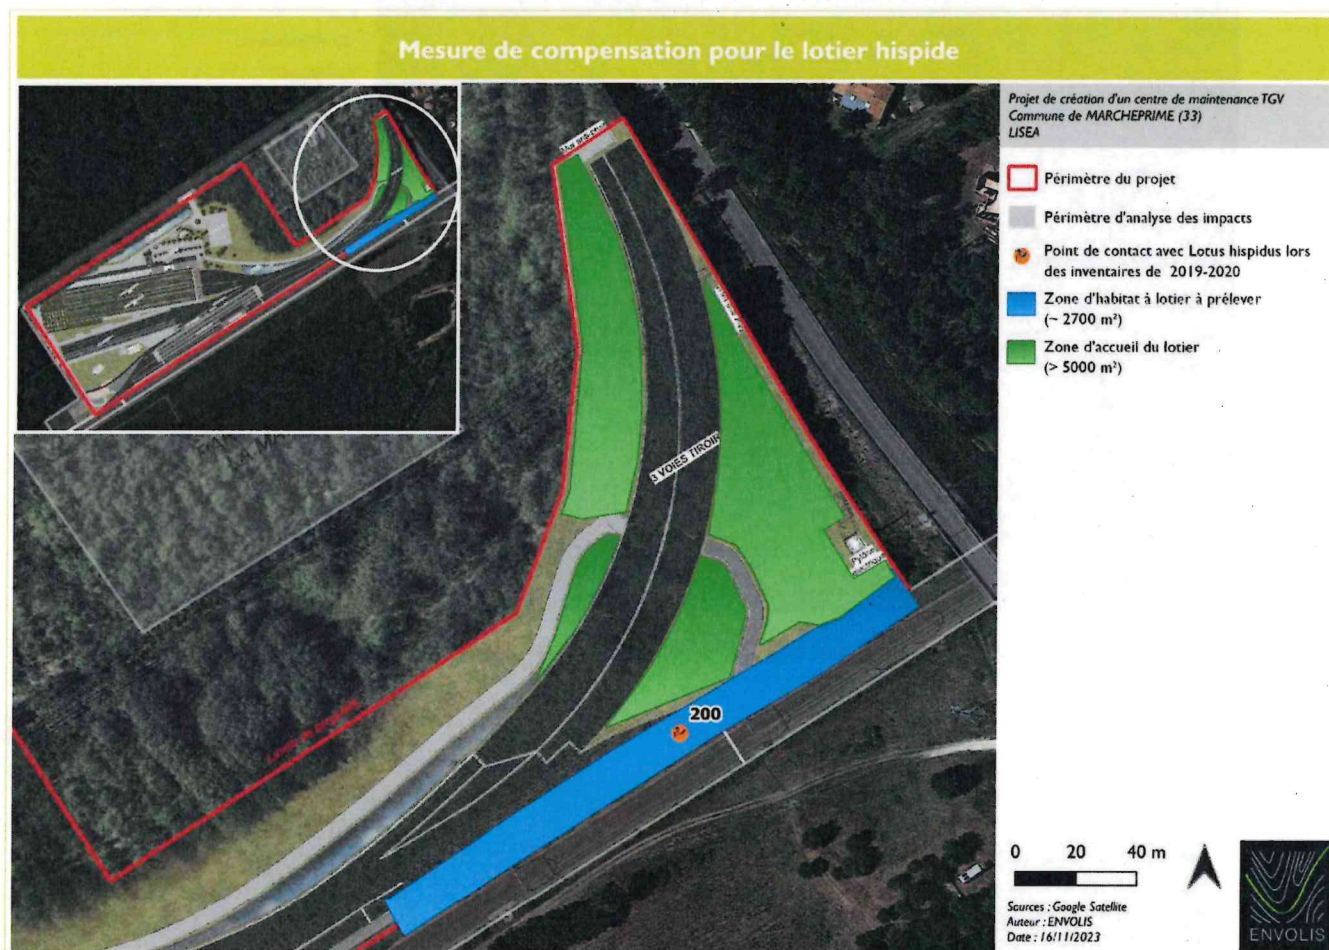 Mesure de compensation pour le lotier hispide
Projet de création d'un centre de maintenance TGV
Commune de MARCHEPRIME (33)
LISEA
Périmètre du projet
Périmètre d'analyse des impacts
Point de contact avec Lotus hispidus lors
des inventaires de 2019-2020
Zone d'habitat à lotier à prélever
(~ 2700 m²)
Zone d'accueil du lotier
(> 5000 m²)
3 VOIES TIROIR
200
0 20 40 m
Sources : Google Satellite
Auteur : ENVOLIS
Date : 16/11/2023
ENVOLIS